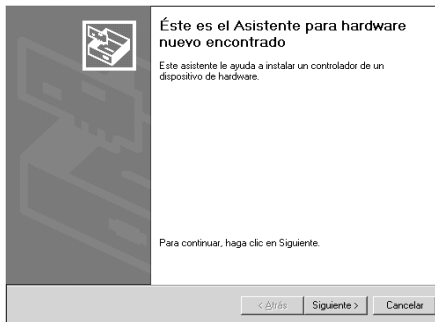 Éste es el Asistente para hardware
nuevo encontrado
Este asistente le ayuda a instalar un controlador de un
dispositivo de hardware.
Para continuar, haga clic en Siguiente.
< Atrás
Siguiente >
Cancelar